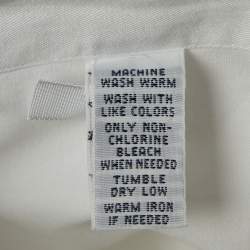 MACHINE
WASH WARM
WASH WITH
LIKE COLORS
ONLY NON-
CHLORINE
BLEACH
WHEN NEEDED
TUMBLE
DRY LOW
WARM IRON
IF NEEDED